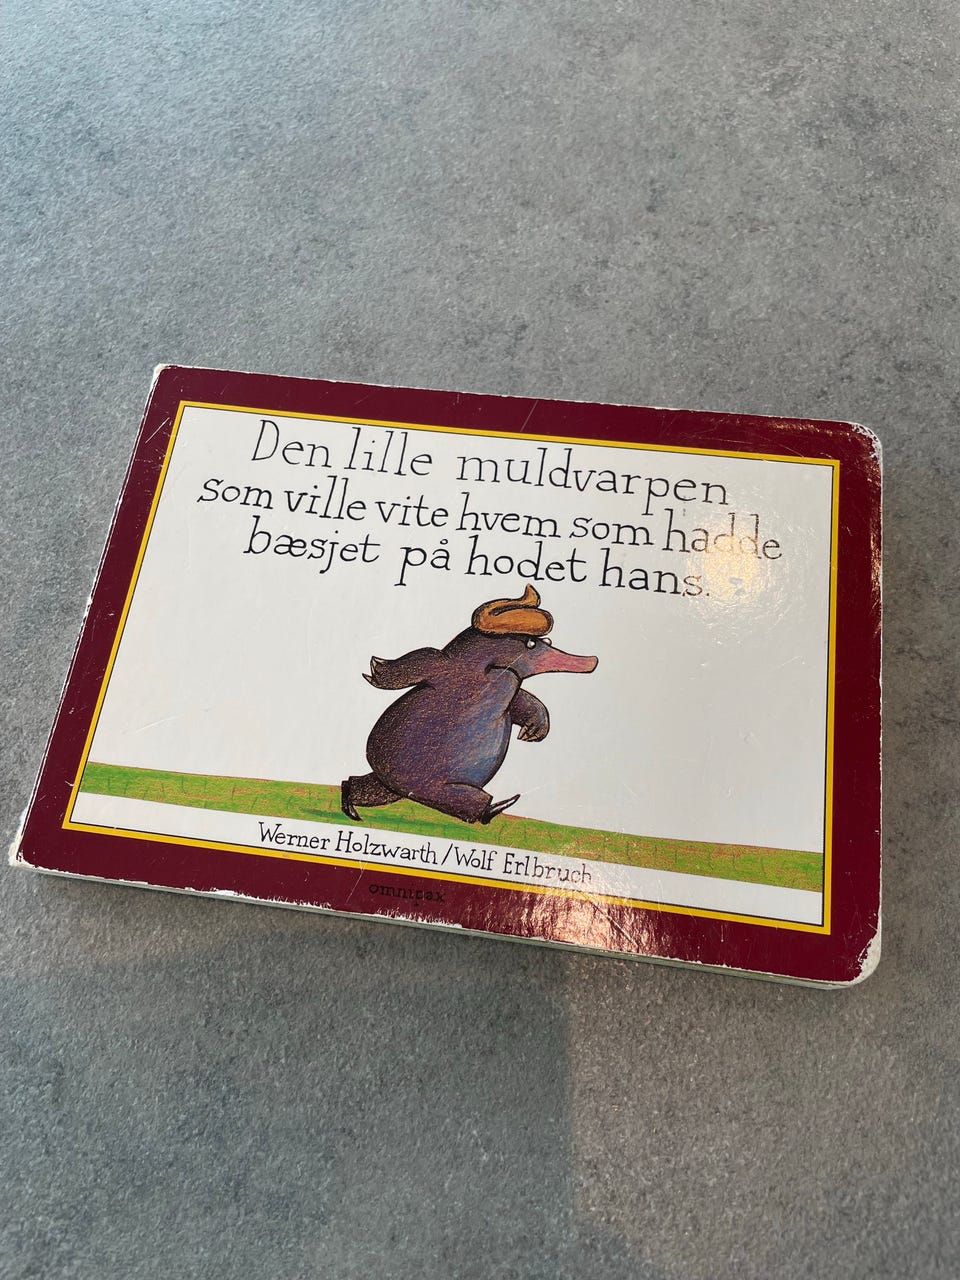 Den lille muldvarpen
som ville vite hvem som hadde
bæsjet på hodet hans.
Werner Holzwarth/Wolf Erlbruch
omnipax